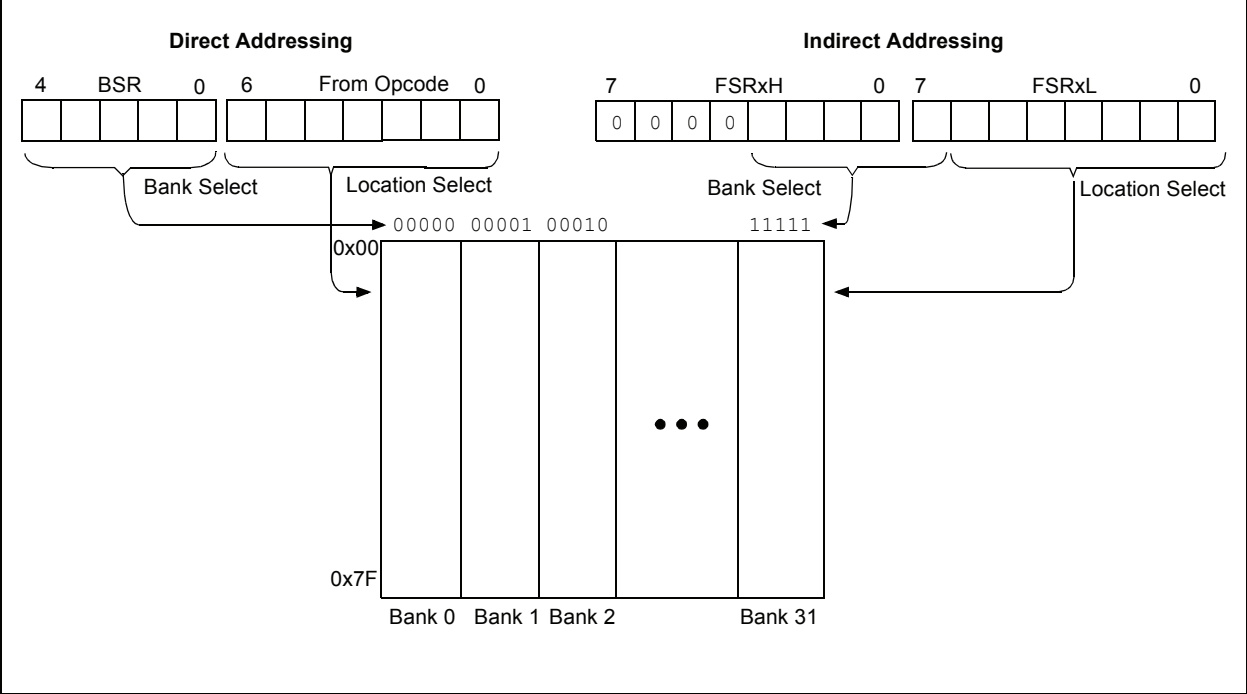 Direct Addressing
Indirect Addressing
4 BSR 0 6 From Opcode 0
7 FSRxH 0 7 FSRxL 0
0 0 0 0
Bank Select Location Select
Bank Select Location Select
00000 00001 00010 11111
0x00
0x7F
Bank 0 Bank 1 Bank 2 Bank 31